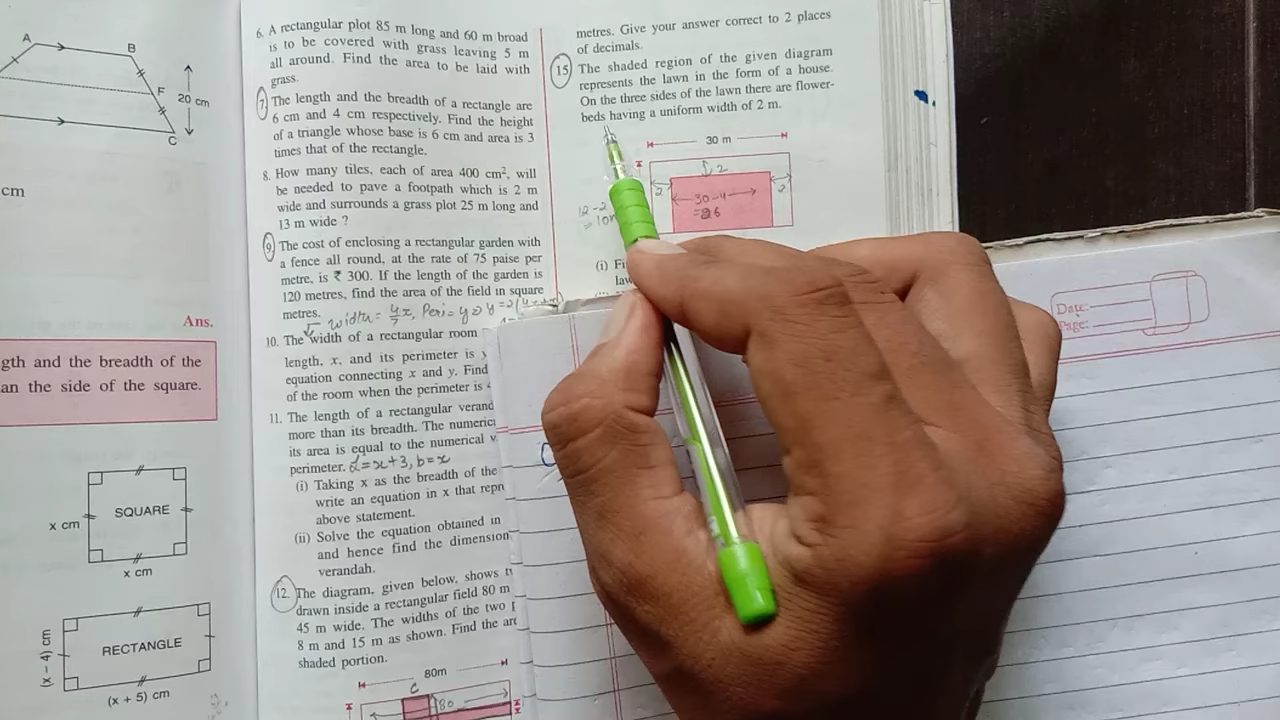 A
B
F
20 cm
C
cm
Ans.
gth and the breadth of the
an the side of the square.
SQUARE
x cm
x cm
RECTANGLE
(x – 4) cm
(x + 5) cm
6. A rectangular plot 85 m long and 60 m broad
is to be covered with grass leaving 5 m
all around. Find the area to be laid with
grass.
7. The length and the breadth of a rectangle are
6 cm and 4 cm respectively. Find the height
of a triangle whose base is 6 cm and area is 3
times that of the rectangle.
8. How many tiles, each of area 400 cm², will
be needed to pave a footpath which is 2 m
wide and surrounds a grass plot 25 m long and
13 m wide ?
9. The cost of enclosing a rectangular garden with
a fence all round, at the rate of 75 paise per
metre, is ₹ 300. If the length of the garden is
120 metres, find the area of the field in square
metres.
10. The width of a rectangular room
length, x, and its perimeter is y
equation connecting x and y. Find
of the room when the perimeter is
11. The length of a rectangular verand
more than its breadth. The numeric
its area is equal to the numerical v
perimeter. l=x+3, b=x
(i) Taking x as the breadth of the
write an equation in x that repr
above statement.
(ii) Solve the equation obtained in
and hence find the dimension
verandah.
12. The diagram, given below, shows t
drawn inside a rectangular field 80 m
45 m wide. The widths of the two p
8 m and 15 m as shown. Find the are
shaded portion.
80m
C
80
metres. Give your answer correct to 2 places
of decimals.
15 The shaded region of the given diagram
represents the lawn in the form of a house.
On the three sides of the lawn there are flower-
beds having a uniform width of 2 m.
30 m
2
2
2
30-4
=26
12-2
(i) Fi
law
Date:
Page: